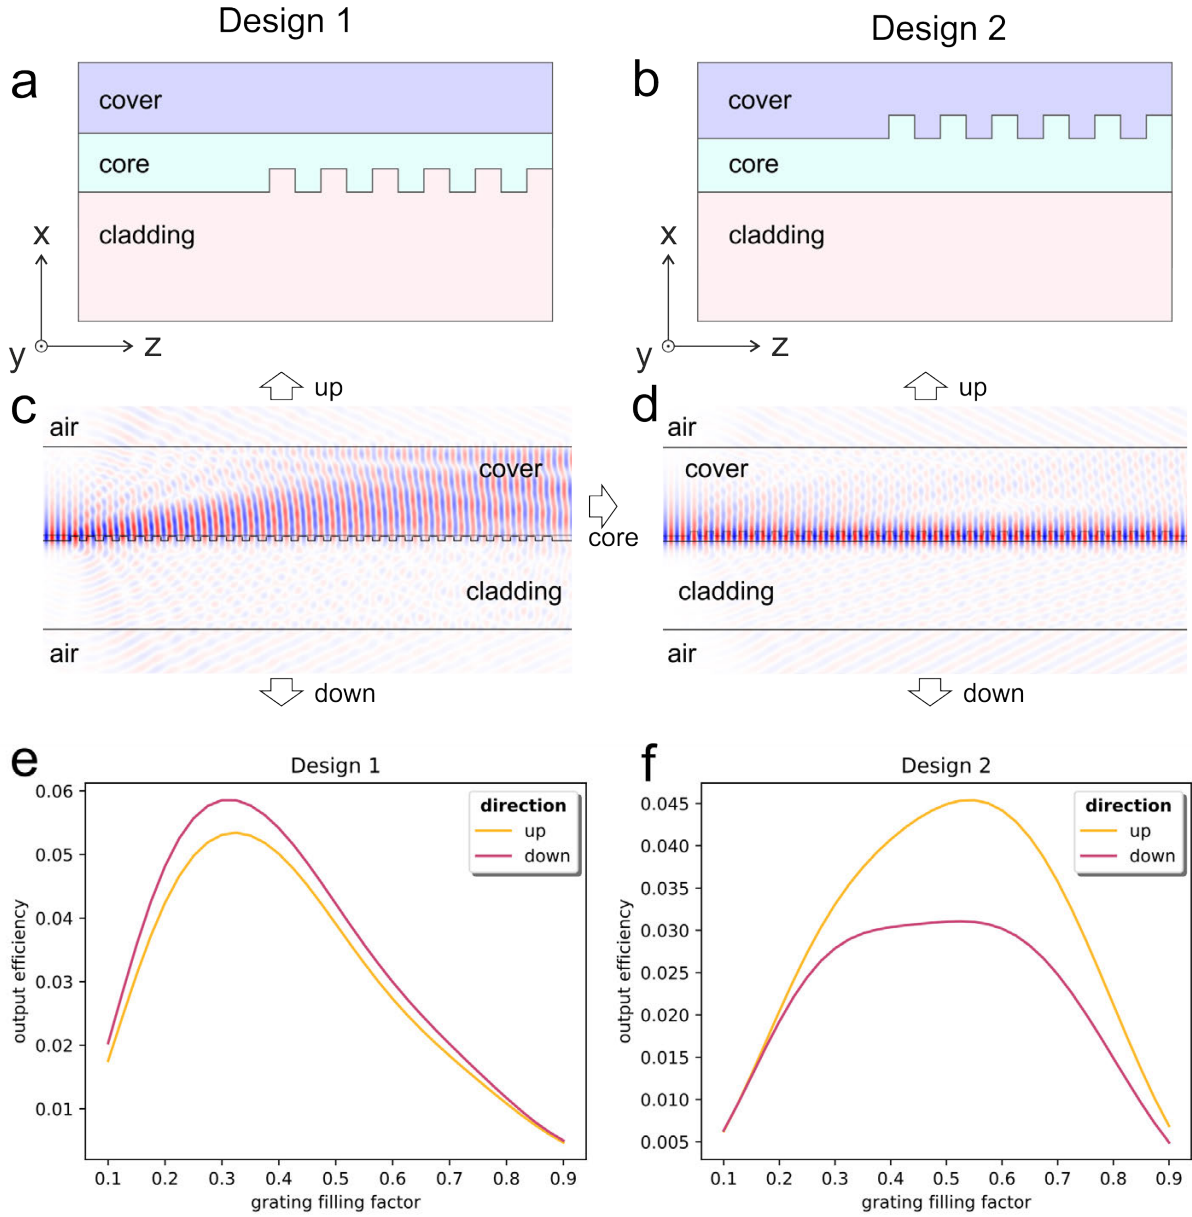 Design 1
Design 2
a
cover
core
cladding
x
y
z
b
cover
core
cladding
x
y
z
up
up
c
air
cover
cladding
air
core
d
air
cover
cladding
air
down
down
e
Design 1
0.06
0.05
0.04
0.03
0.02
0.01
output efficiency
direction
up
down
0.1 0.2 0.3 0.4 0.5 0.6 0.7 0.8 0.9
grating filling factor
f
Design 2
0.045
0.040
0.035
0.030
0.025
0.020
0.015
0.010
0.005
output efficiency
direction
up
down
0.1 0.2 0.3 0.4 0.5 0.6 0.7 0.8 0.9
grating filling factor